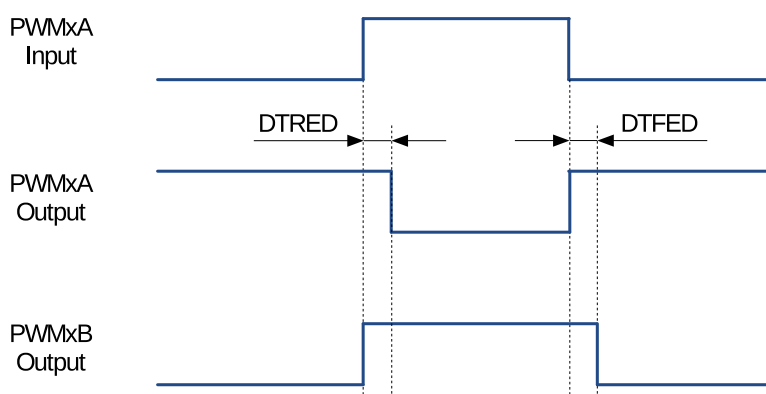 PWMxA
Input
DTRED
DTFED
PWMxA
Output
PWMxB
Output